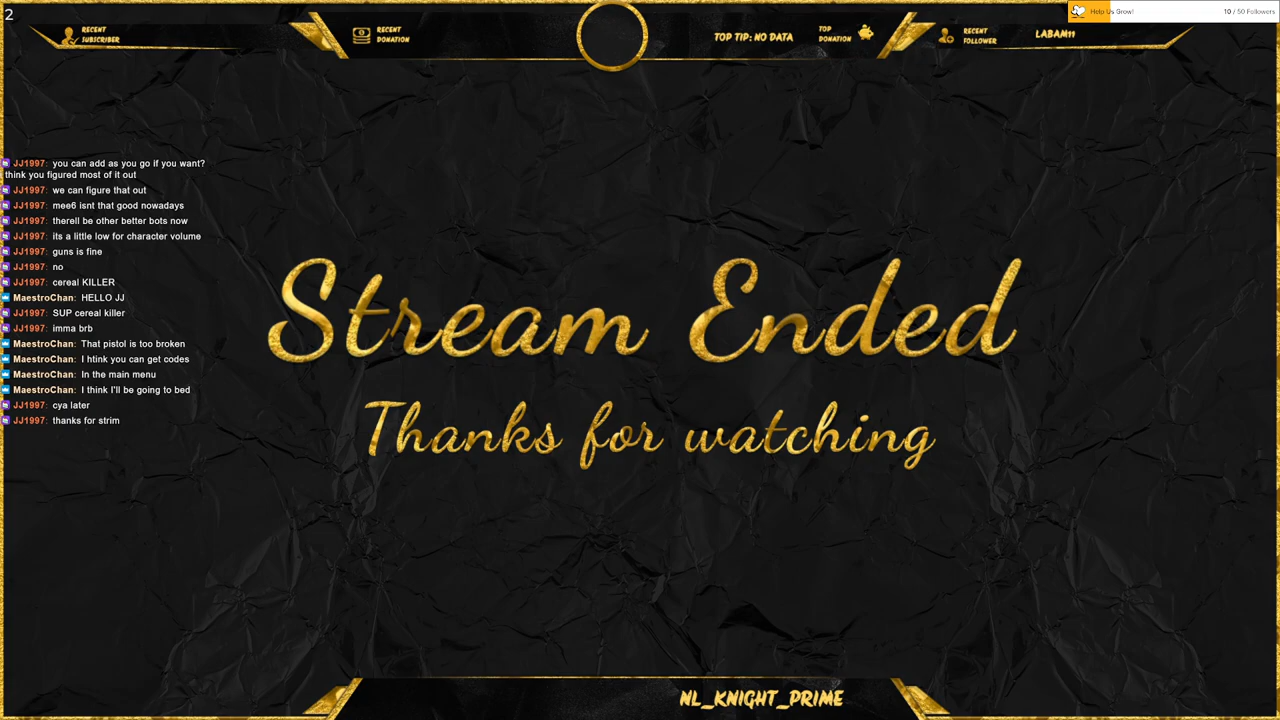 2
RECENT
SUBSCRIBER
RECENT
DONATION
TOP TIP: NO DATA
TOP
DONATION
RECENT
FOLLOWER
LABAM11
Help Us Grow!
10 / 50 Followers
JJ1997: you can add as you go if you want?
think you figured most of it out
JJ1997: we can figure that out
JJ1997: mee6 isnt that good nowadays
JJ1997: therell be other better bots now
JJ1997: its a little low for character volume
JJ1997: guns is fine
JJ1997: no
JJ1997: cereal KILLER
MaestroChan: HELLO JJ
JJ1997: SUP cereal killer
JJ1997: imma brb
MaestroChan: That pistol is too broken
MaestroChan: I htink you can get codes
MaestroChan: In the main menu
MaestroChan: I think I'll be going to bed
JJ1997: cya later
JJ1997: thanks for strim
Stream Ended
Thanks for watching
NL_KNIGHT_PRIME